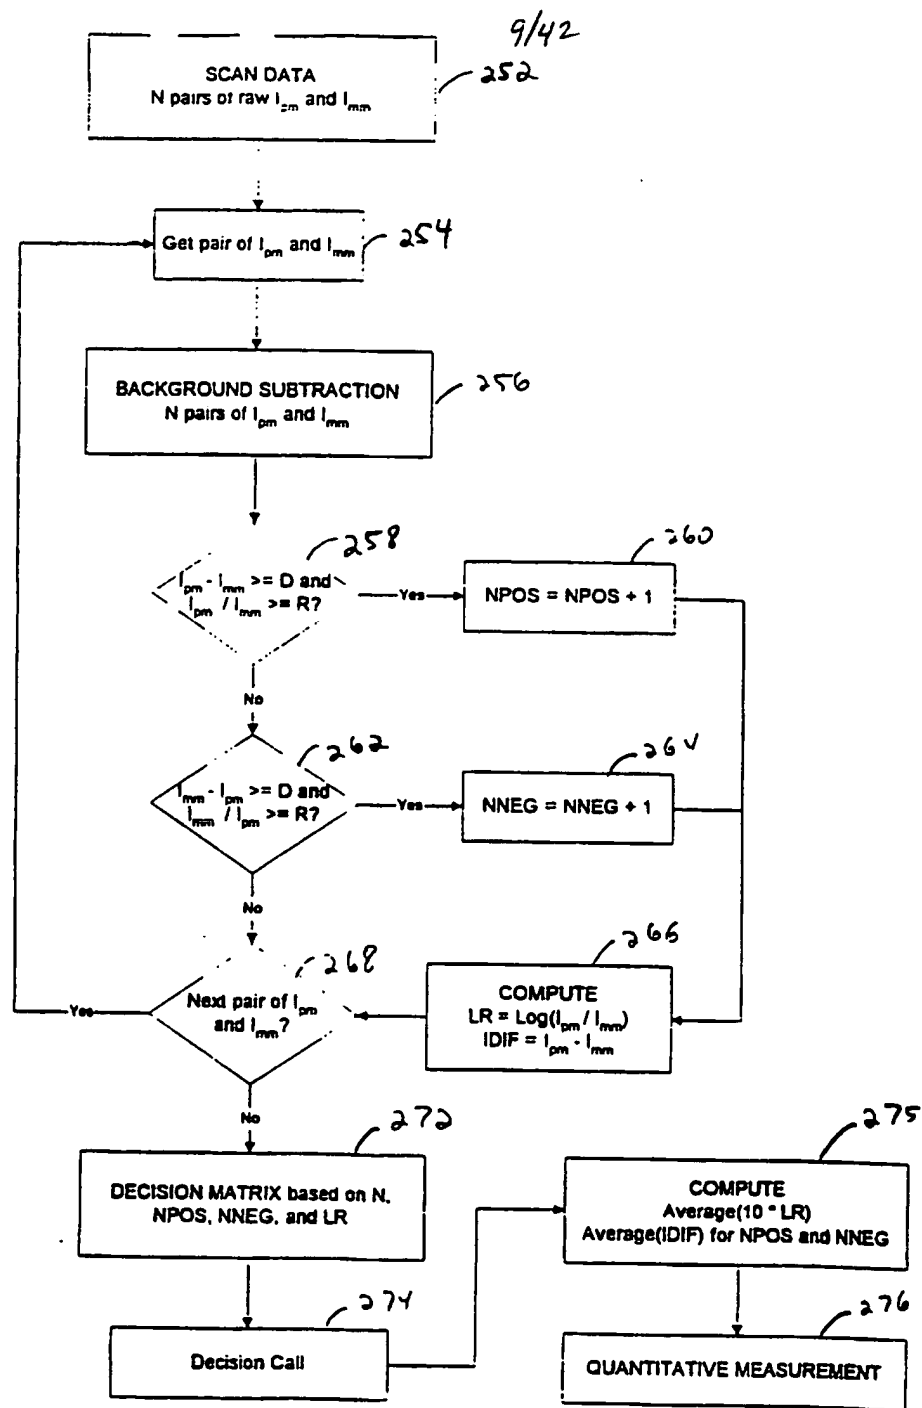 9/42
SCAN DATA
N pairs of raw I_pm and I_mm
252
Get pair of I_pm and I_mm
254
BACKGROUND SUBTRACTION
N pairs of I_pm and I_mm
256
258
I_pm - I_mm >= D and
I_pm / I_mm >= R?
Yes
260
NPOS = NPOS + 1
No
262
I_mm - I_pm >= D and
I_mm / I_pm >= R?
Yes
264
NNEG = NNEG + 1
No
268
Next pair of I_pm
and I_mm?
Yes
266
COMPUTE
LR = Log(I_pm / I_mm)
IDIF = I_pm - I_mm
No
272
DECISION MATRIX based on N,
NPOS, NNEG, and LR
275
COMPUTE
Average(10 * LR)
Average(IDIF) for NPOS and NNEG
274
Decision Call
276
QUANTITATIVE MEASUREMENT